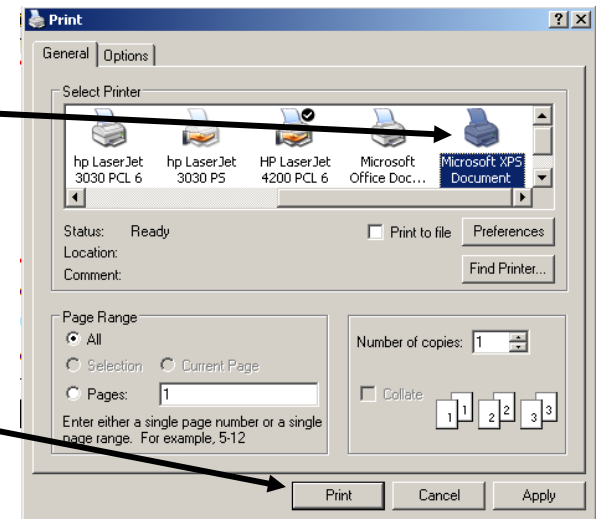 Print
General Options
Select Printer
hp LaserJet 3030 PCL 6
hp LaserJet 3030 PS
HP LaserJet 4200 PCL 6
Microsoft Office Doc...
Microsoft XPS Document
Status: Ready
Print to file Preferences
Location:
Comment:
Find Printer...
Page Range
All
Selection Current Page
Pages: 1
Enter either a single page number or a single
page range. For example, 5-12
Number of copies: 1
Collate
1 1 2 2 3 3
Print Cancel Apply